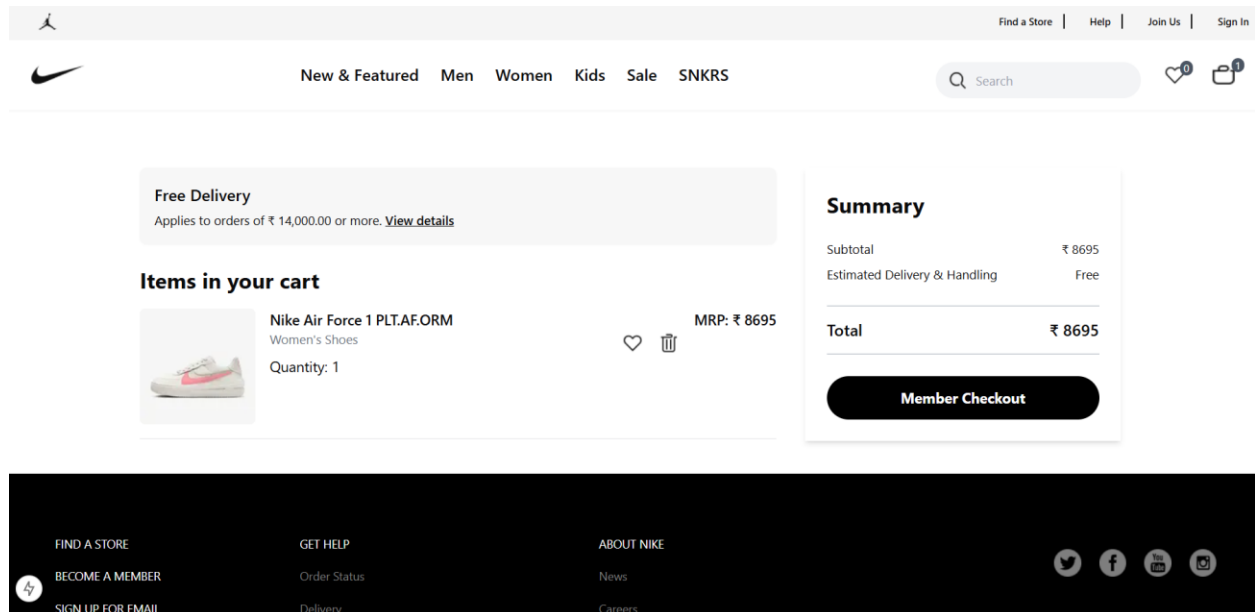 Find a Store Help Join Us Sign In
New & Featured Men Women Kids Sale SNKRS
Search
0
1
Free Delivery
Applies to orders of ₹ 14,000.00 or more. View details
Items in your cart
Nike Air Force 1 PLT.AF.ORM
MRP: ₹ 8695
Women's Shoes
Quantity: 1
Summary
Subtotal ₹ 8695
Estimated Delivery & Handling Free
Total ₹ 8695
Member Checkout
FIND A STORE
BECOME A MEMBER
SIGN UP FOR EMAIL
GET HELP
Order Status
Delivery
ABOUT NIKE
News
Careers
You
Tube